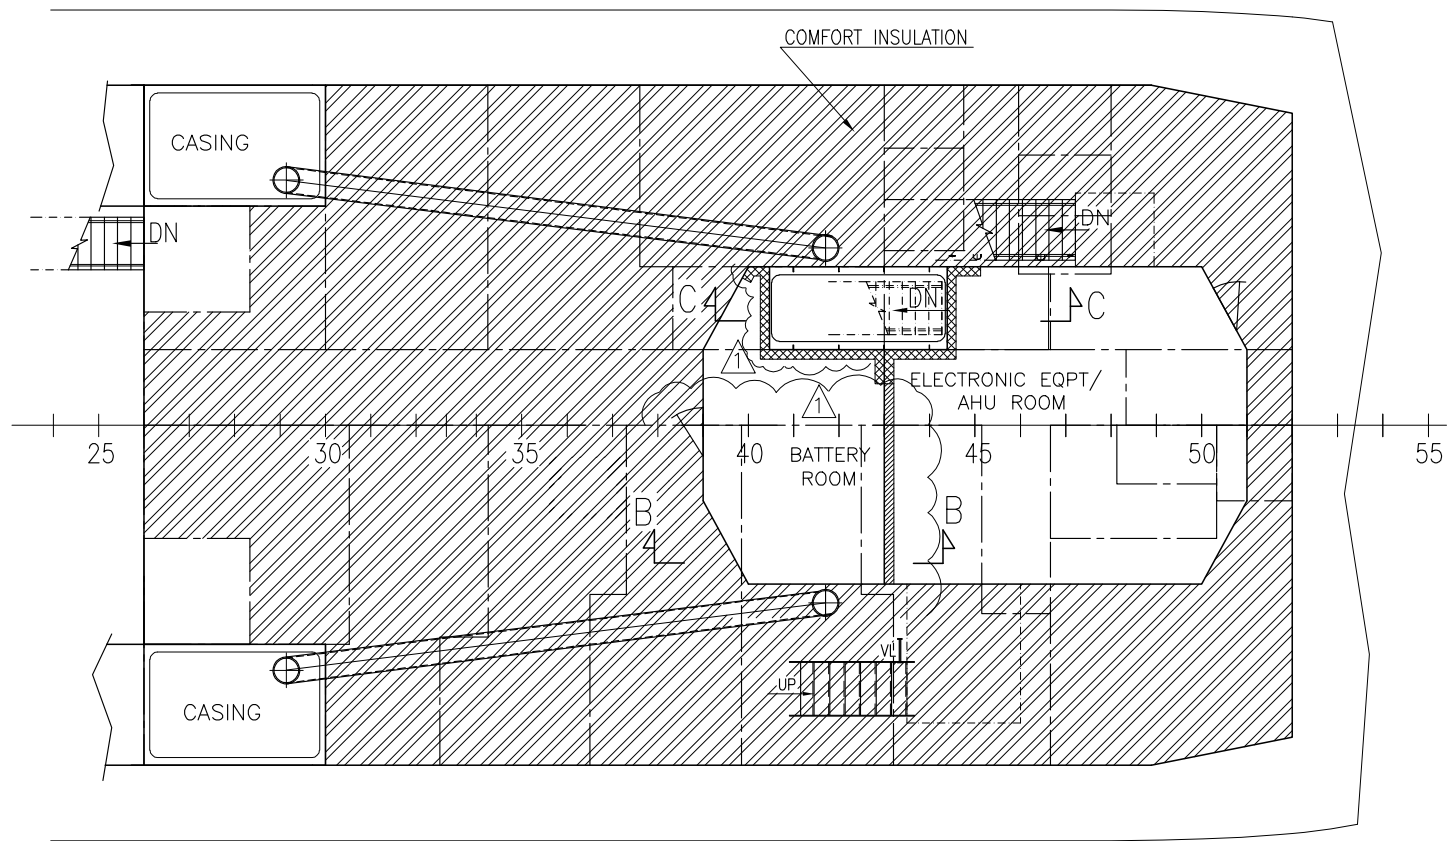 COMFORT INSULATION
CASING
DN
DN
C
DN
C
1
ELECTRONIC EQPT/
AHU ROOM
1
25
30
35
40
45
50
55
BATTERY
ROOM
B
B
VL
UP
CASING